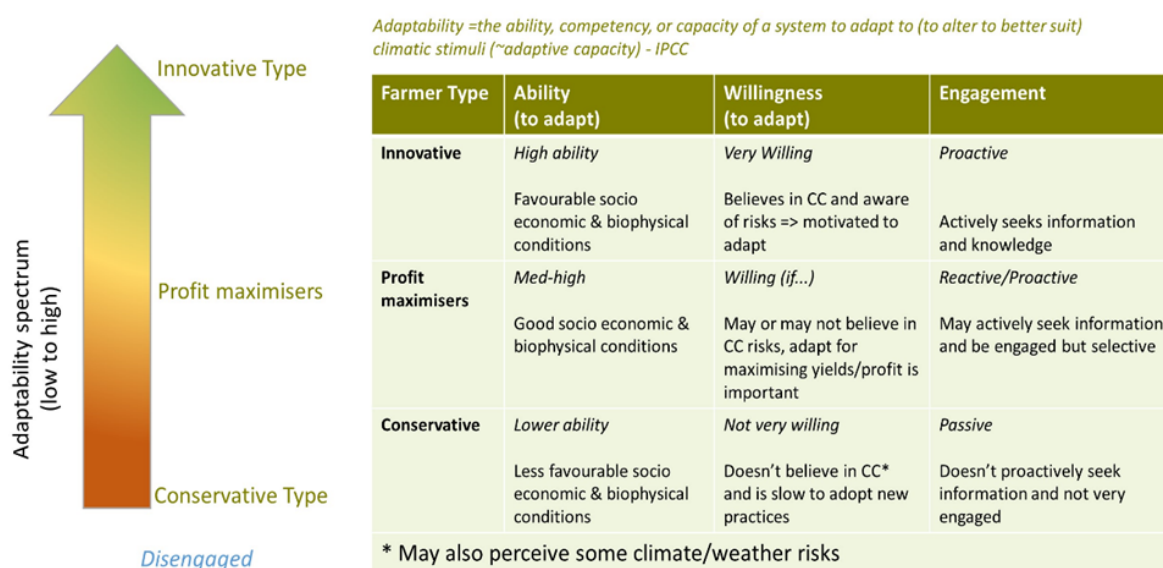 Adaptability =the ability, competency, or capacity of a system to adapt to (to alter to better suit)
climatic stimuli (~adaptive capacity) - IPCC
Innovative Type
Profit maximisers
Conservative Type
Disengaged
Adaptability spectrum
(low to high)
Farmer Type
Ability
(to adapt)
Willingness
(to adapt)
Engagement
Innovative
High ability
Favourable socio
economic & biophysical
conditions
Very Willing
Believes in CC and aware
of risks => motivated to
adapt
Proactive
Actively seeks information
and knowledge
Profit
maximisers
Med-high
Good socio economic &
biophysical conditions
Willing (if...)
May or may not believe in
CC risks, adapt for
maximising yields/profit is
important
Reactive/Proactive
May actively seek information
and be engaged but selective
Conservative
Lower ability
Less favourable socio
economic & biophysical
conditions
Not very willing
Doesn't believe in CC*
and is slow to adopt new
practices
Passive
Doesn't proactively seek
information and not very
engaged
* May also perceive some climate/weather risks